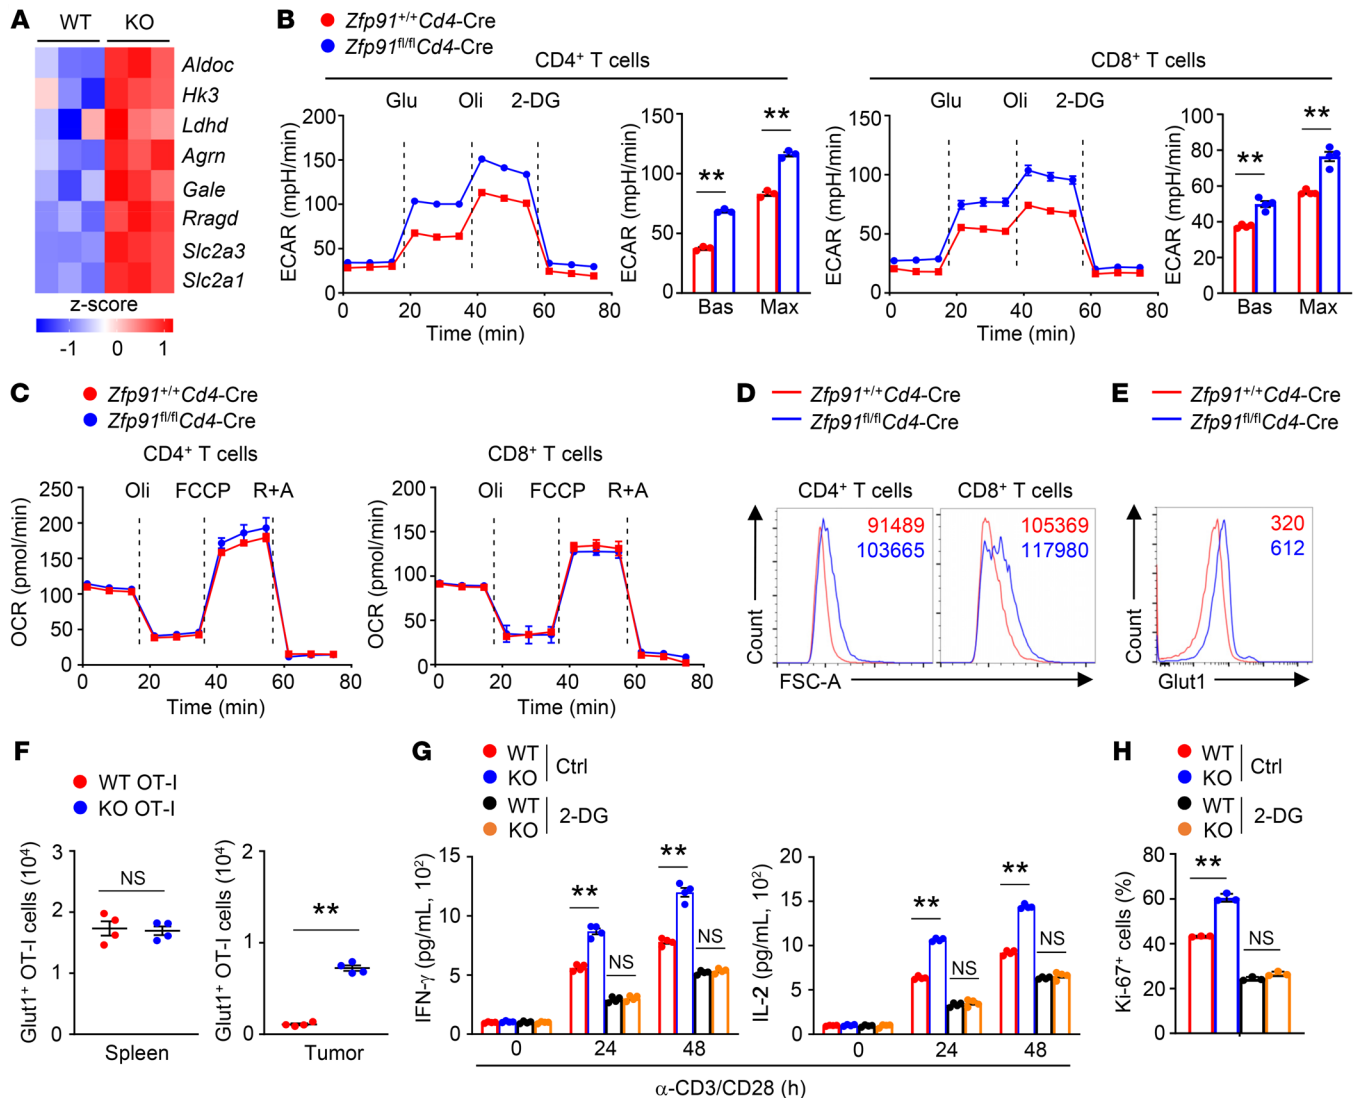 A
WT KO
Aldoc
Hk3
Ldhd
Agrn
Gale
Rragd
Slc2a3
Slc2a1
z-score
-1 0 1
B
Zfp91+/+Cd4-Cre
Zfp91fl/flCd4-Cre
CD4+ T cells
Glu Oli 2-DG
ECAR (mpH/min)
200
150
100
50
0
0 20 40 60 80
Time (min)
ECAR (mpH/min)
150
100
50
0
** **
Bas Max
CD8+ T cells
Glu Oli 2-DG
ECAR (mpH/min)
150
100
50
0
0 20 40 60 80
Time (min)
ECAR (mpH/min)
100
80
60
40
20
0
** **
Bas Max
C
Zfp91+/+Cd4-Cre
Zfp91fl/flCd4-Cre
CD4+ T cells
Oli FCCP R+A
OCR (pmol/min)
250
200
150
100
50
0
0 20 40 60 80
Time (min)
CD8+ T cells
Oli FCCP R+A
OCR (pmol/min)
200
150
100
50
0
0 20 40 60 80
Time (min)
D
Zfp91+/+Cd4-Cre
Zfp91fl/flCd4-Cre
CD4+ T cells CD8+ T cells
91489
103665
105369
117980
Count
FSC-A
E
Zfp91+/+Cd4-Cre
Zfp91fl/flCd4-Cre
320
612
Count
Glut1
F
WT OT-I
KO OT-I
Glut1+ OT-I cells (10⁴)
3
2
1
0
NS
Spleen
Glut1+ OT-I cells (10⁴)
2
1
0
**
Tumor
G
WT
KO
Ctrl
WT
KO
2-DG
IFN-γ (pg/mL, 10²)
15
10
5
0
** NS ** NS
0 24 48
IL-2 (pg/mL, 10²)
20
15
10
5
0
** NS ** NS
0 24 48
α-CD3/CD28 (h)
H
WT
KO
Ctrl
WT
KO
2-DG
Ki-67+ cells (%)
80
60
40
20
0
** NS